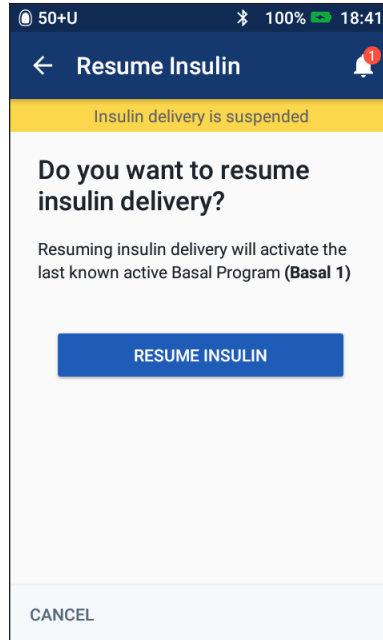 50+U 100% 18:41
Resume Insulin 1
Insulin delivery is suspended
Do you want to resume
insulin delivery?
Resuming insulin delivery will activate the
last known active Basal Program (Basal 1)
RESUME INSULIN
CANCEL